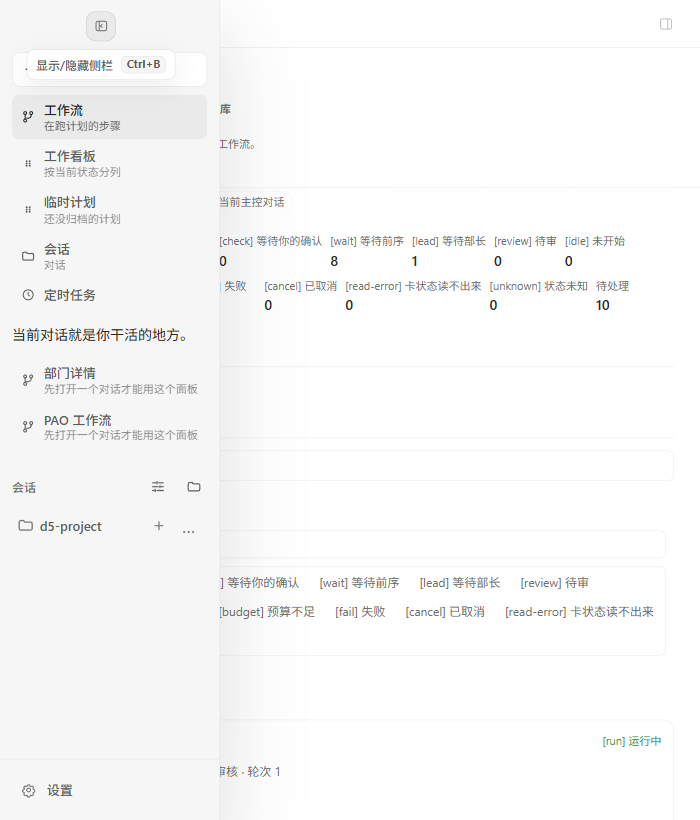 显示/隐藏侧栏 Ctrl+B
工作流
在跑计划的步骤
工作看板
按当前状态分列
临时计划
还没归档的计划
会话
对话
定时任务
当前对话就是你干活的地方。
部门详情
先打开一个对话才能用这个面板
PAO 工作流
先打开一个对话才能用这个面板
会话
d5-project
设置
库
工作流。
当前主控对话
[check] 等待你的确认 [wait] 等待前序 [lead] 等待部长 [review] 待审 [idle] 未开始
0 8 1 0 0
失败 [cancel] 已取消 [read-error] 卡状态读不出来 [unknown] 状态未知 待处理
0 0 0 10
] 等待你的确认 [wait] 等待前序 [lead] 等待部长 [review] 待审
[budget] 预算不足 [fail] 失败 [cancel] 已取消 [read-error] 卡状态读不出来
[run] 运行中
审核 · 轮次 1